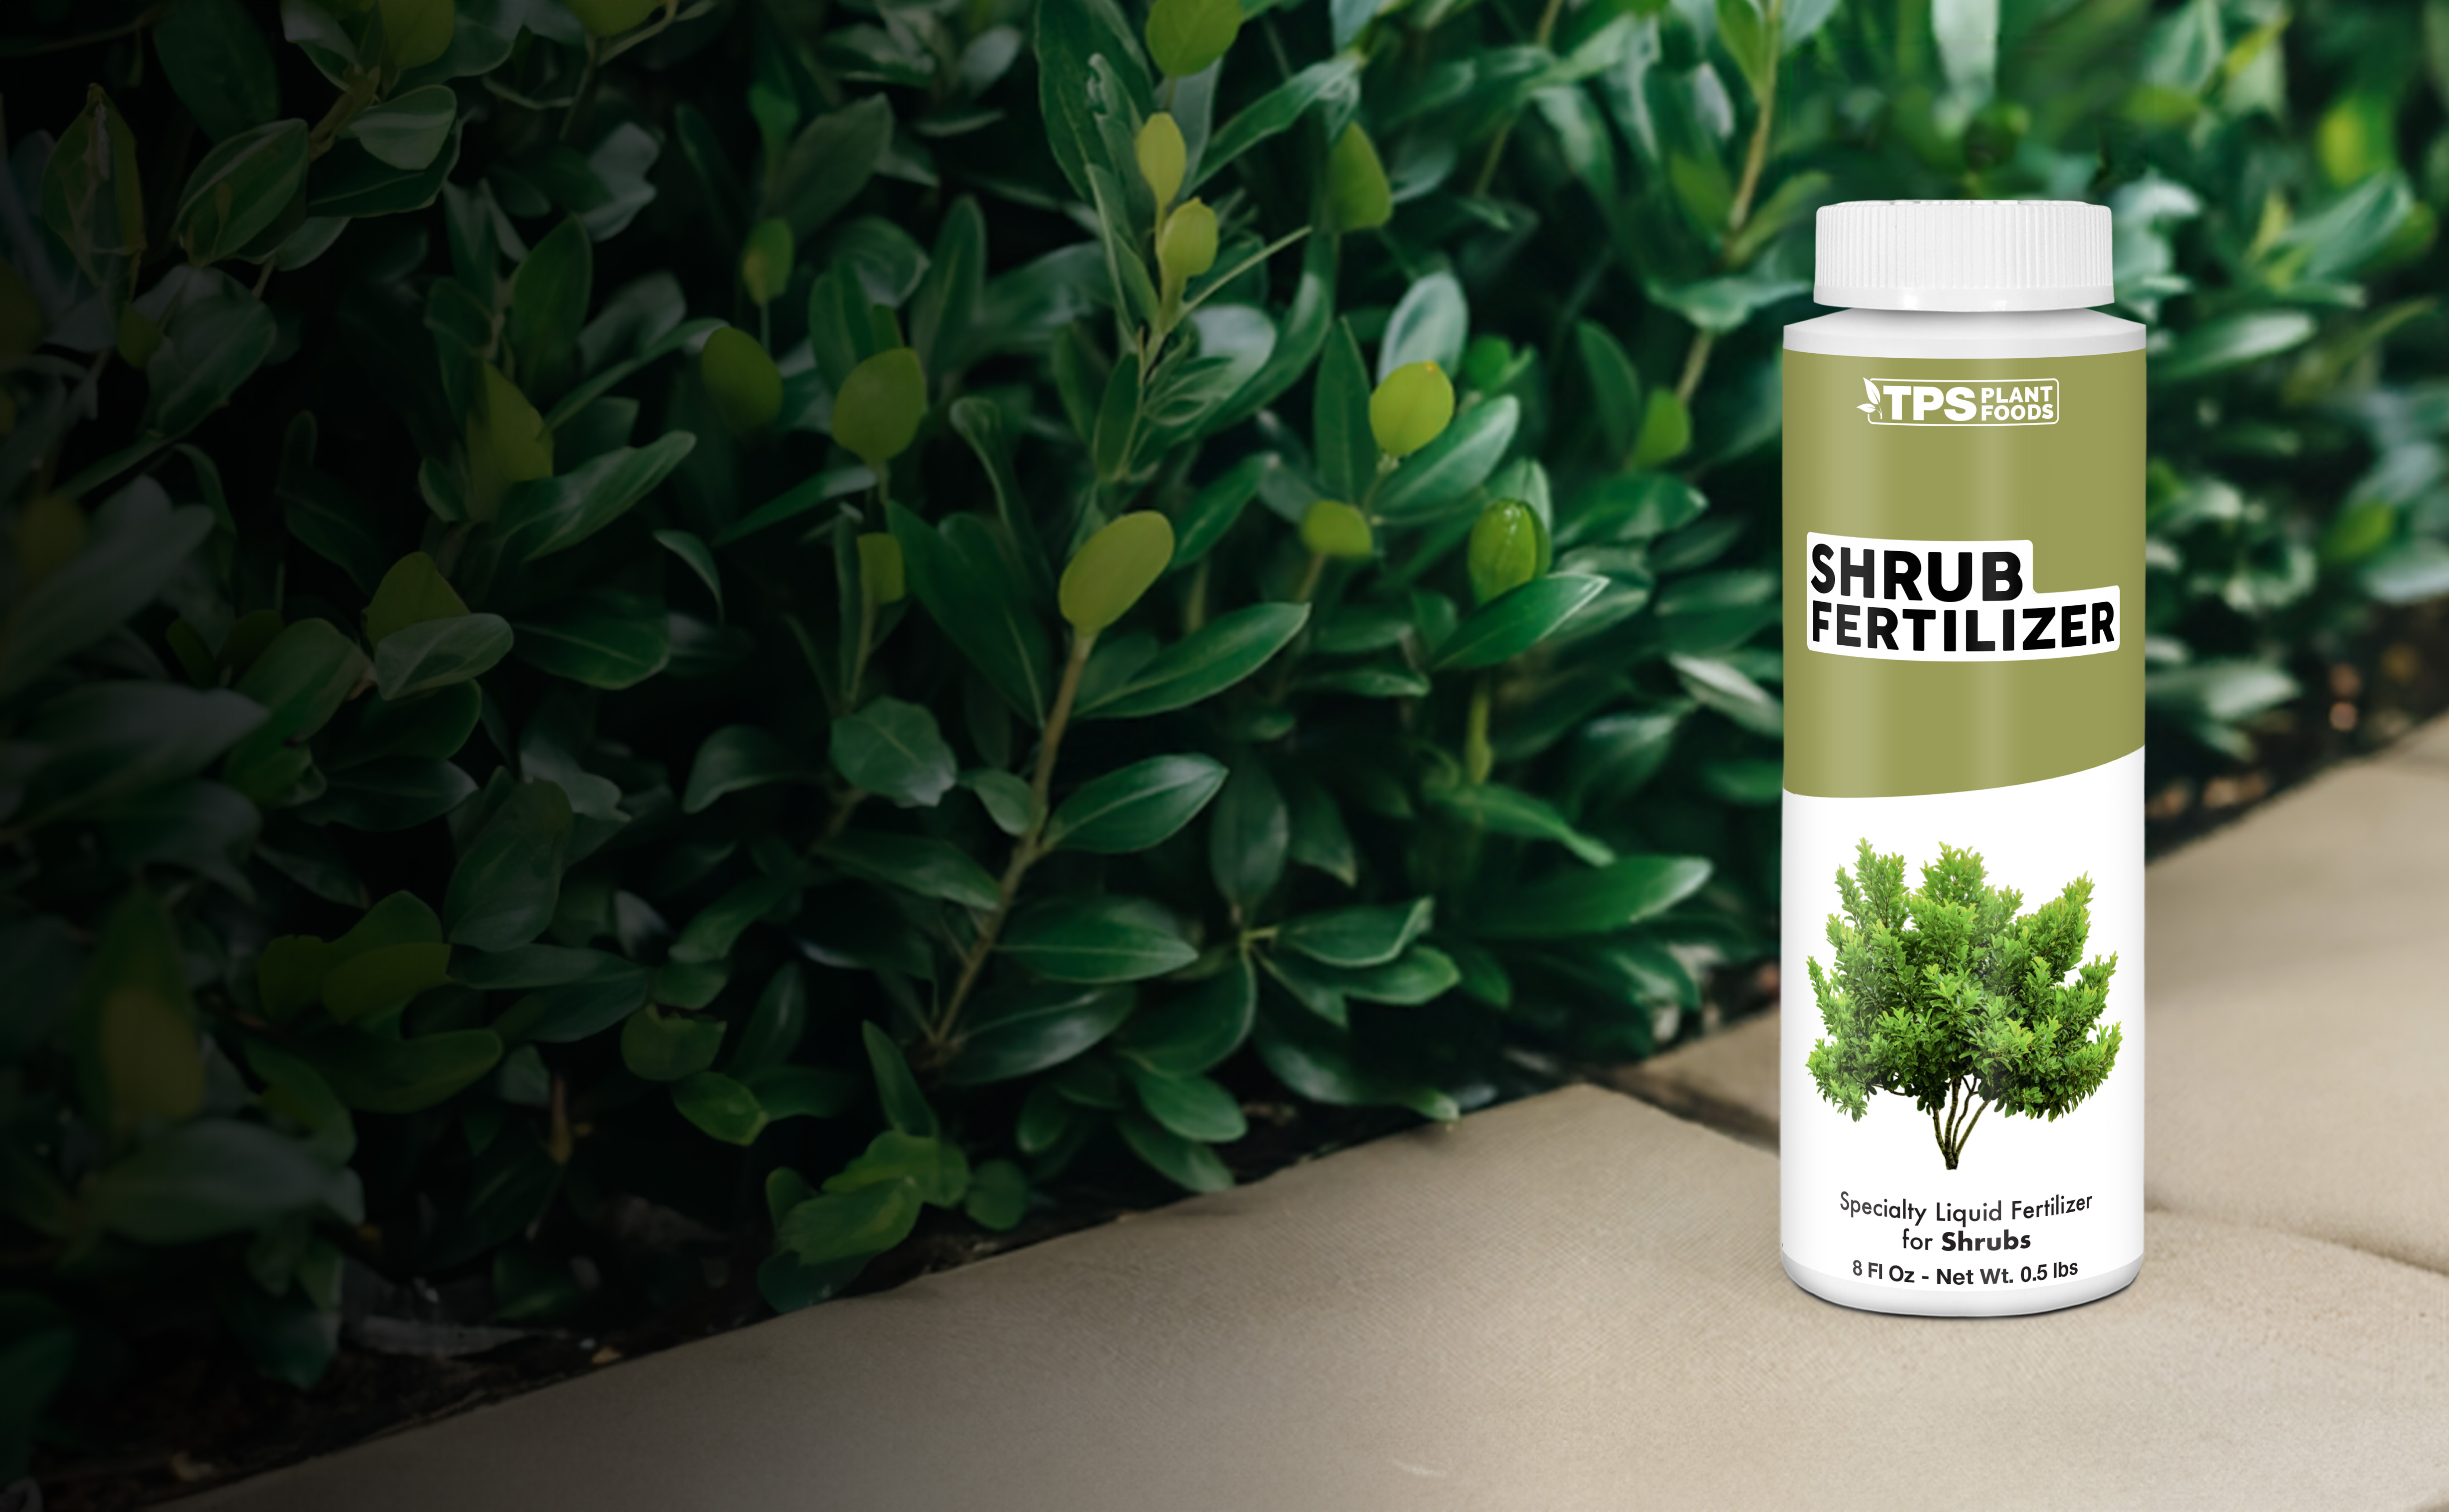 TPS PLANT FOODS
SHRUB
FERTILIZER
Specialty Liquid Fertilizer
for Shrubs
8 Fl Oz - Net Wt. 0.5 lbs